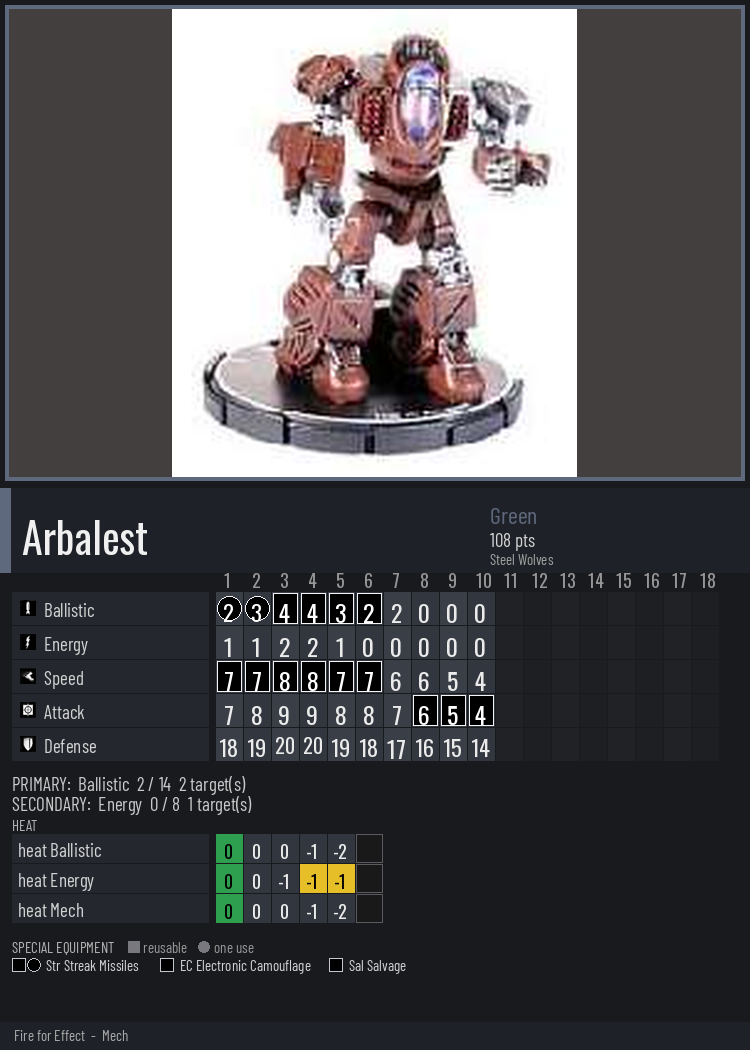 Arbalest
Green
108 pts
Steel Wolves
1 2 3 4 5 6 7 8 9 10 11 12 13 14 15 16 17 18
Ballistic 2 3 4 4 3 2 2 0 0 0
Energy 1 1 2 2 1 0 0 0 0 0
Speed 7 7 8 8 7 7 6 6 5 4
Attack 7 8 9 9 8 8 7 6 5 4
Defense 18 19 20 20 19 18 17 16 15 14
PRIMARY: Ballistic 2 / 14 2 target(s)
SECONDARY: Energy 0 / 8 1 target(s)
HEAT
heat Ballistic 0 0 0 -1 -2
heat Energy 0 0 -1 -1 -1
heat Mech 0 0 0 -1 -2
SPECIAL EQUIPMENT reusable one use
Str Streak Missiles EC Electronic Camouflage Sal Salvage
Fire for Effect - Mech